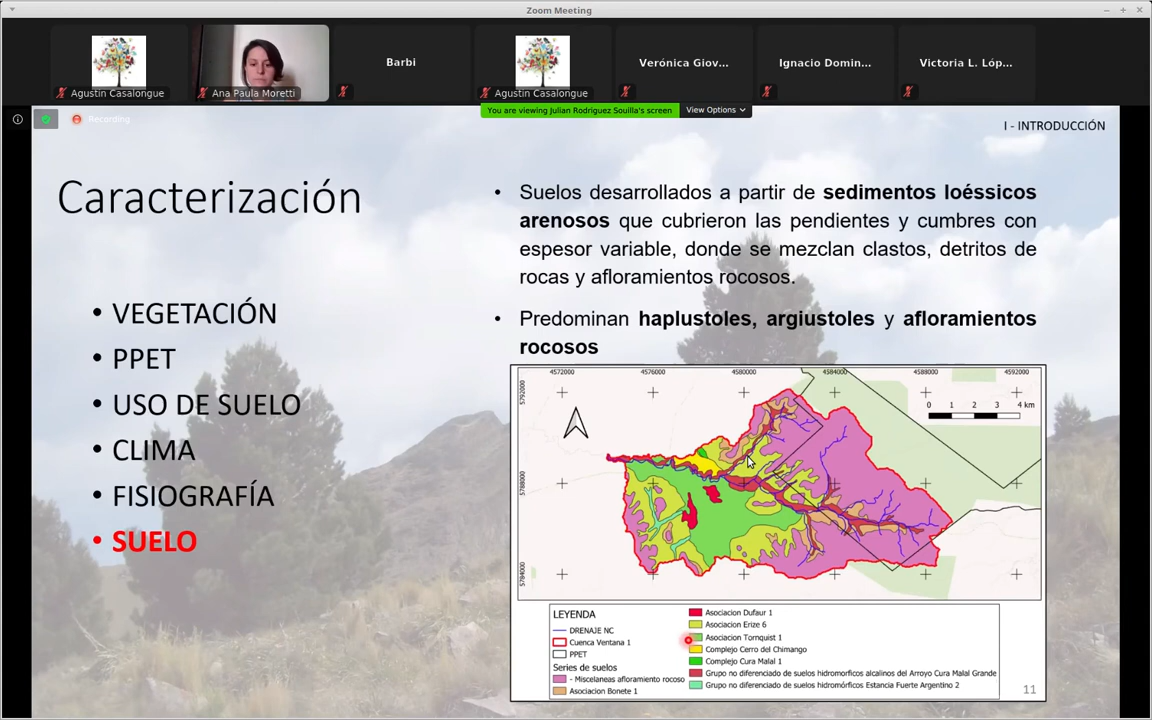 Zoom Meeting
Agustin Casalongue
Ana Paula Moretti
Barbi
Agustin Casalongue
Verónica Giov...
Ignacio Domin...
Victoria L. Lóp...
You are viewing Julian Rodriguez Souilla's screen
View Options
Recording
I - INTRODUCCIÓN
Caracterización
• VEGETACIÓN
• PPET
• USO DE SUELO
• CLIMA
• FISIOGRAFÍA
• SUELO
• Suelos desarrollados a partir de sedimentos loéssicos
arenosos que cubrieron las pendientes y cumbres con
espesor variable, donde se mezclan clastos, detritos de
rocas y afloramientos rocosos.
• Predominan haplustoles, argiustoles y afloramientos
rocosos
4572000 4576000 4580000 4584000 4588000 4592000
5792000
5788000
5784000
0 1 2 3 4 km
LEYENDA
DRENAJE NC
Cuenca Ventana 1
PPET
Series de suelos
- Miscelaneas afloramiento rocoso
Asociacion Bonete 1
Asociacion Dufaur 1
Asociacion Erize 6
Asociacion Tornquist 1
Complejo Cerro del Chimango
Complejo Cura Malal 1
Grupo no diferenciado de suelos hidromorficos alcalinos del Arroyo Cura Malal Grande
Grupo no diferenciado de suelos hidromórficos Estancia Fuerte Argentino 2
11